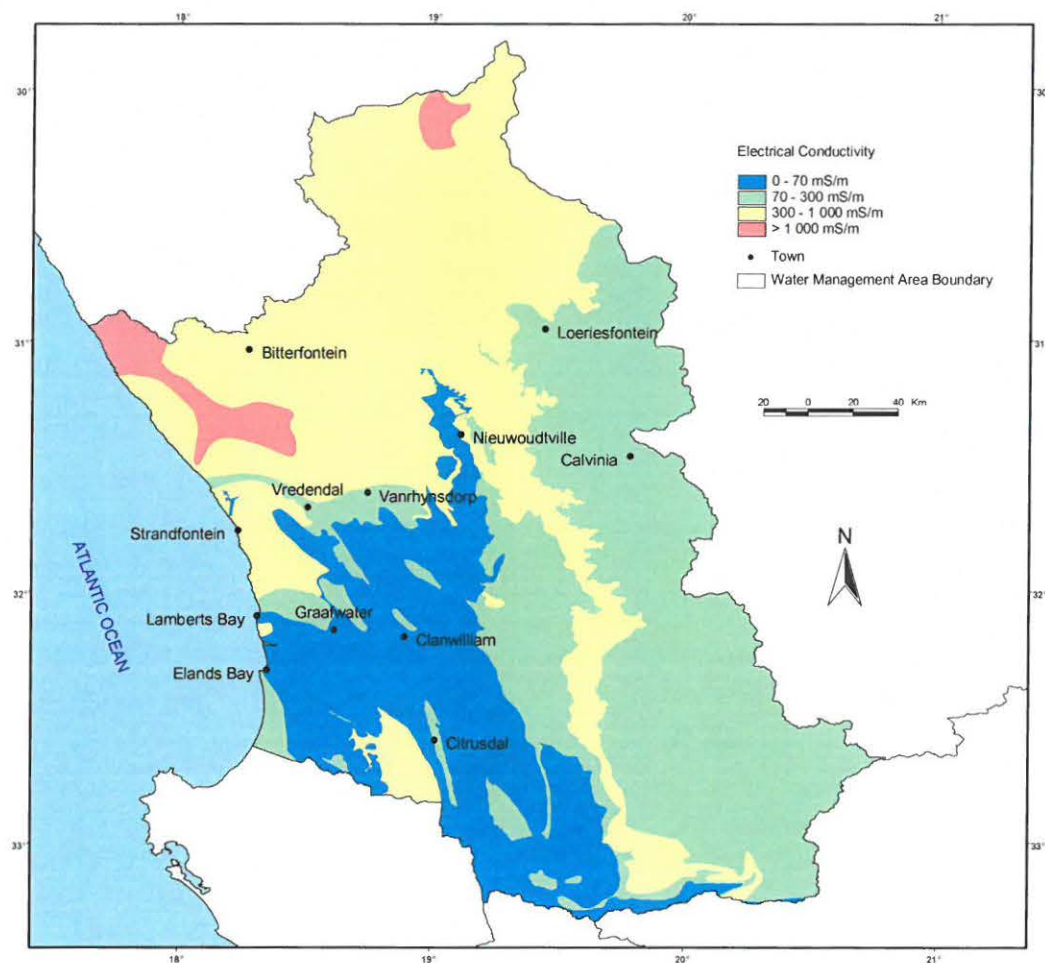 18°
19°
20°
21°
30°
30°
Electrical Conductivity
0 - 70 mS/m
70 - 300 mS/m
300 - 1 000 mS/m
> 1 000 mS/m
Town
Water Management Area Boundary
Loeriesfontein
31°
Bitterfontein
31°
20 0 20 40 Km
Nieuwoudtville
Calvinia
Vredendal
Vanrhynsdorp
Strandfontein
N
ATLANTIC OCEAN
32°
32°
Graafwater
Lamberts Bay
Clanwilliam
Elands Bay
Citrusdal
33°
33°
18°
19°
20°
21°